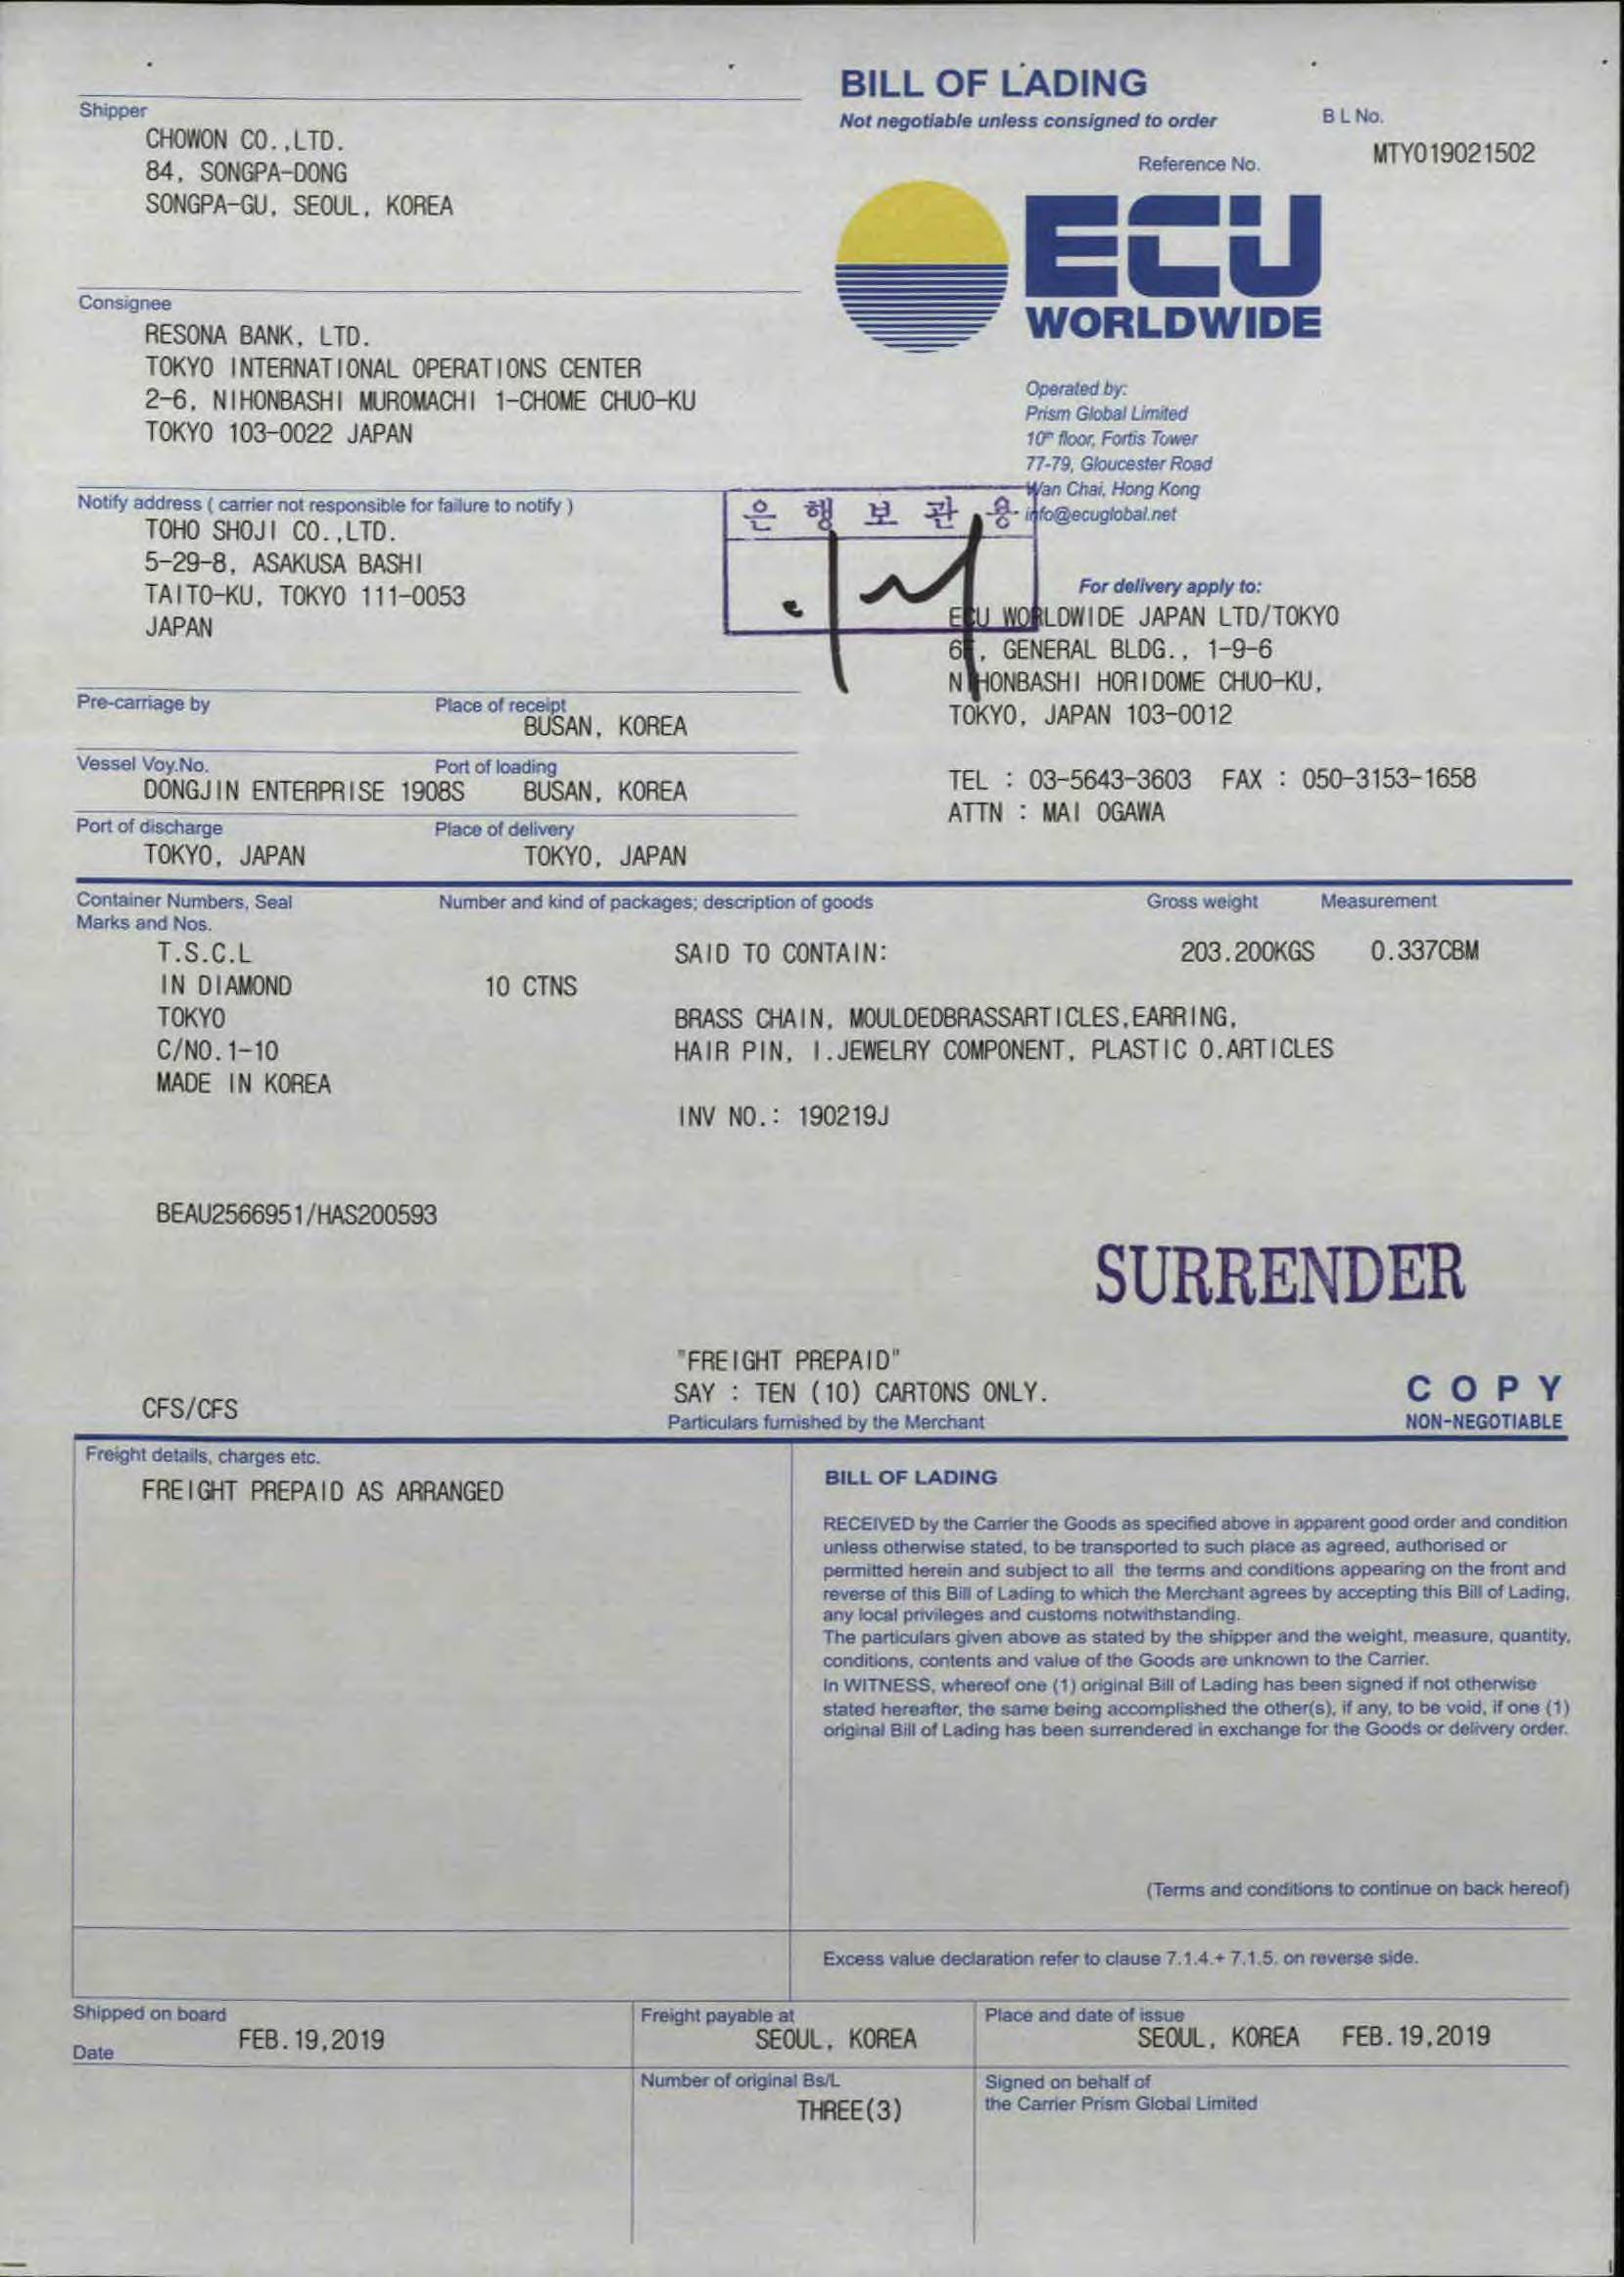 BILL OF LADING
Not negotiable unless consigned to order
B L No.
MTY019021502
Reference No.
Shipper
CHOWON CO.,LTD.
84, SONGPA-DONG
SONGPA-GU, SEOUL, KOREA
ECU
WORLDWIDE
Consignee
RESONA BANK, LTD.
TOKYO INTERNATIONAL OPERATIONS CENTER
2-6, NIHONBASHI MUROMACHI 1-CHOME CHUO-KU
TOKYO 103-0022 JAPAN
Operated by:
Prism Global Limited
10th floor, Fortis Tower
77-79, Gloucester Road
Wan Chai, Hong Kong
info@ecuglobal.net
Notify address ( carrier not responsible for failure to notify )
TOHO SHOJI CO.,LTD.
5-29-8, ASAKUSA BASHI
TAITO-KU, TOKYO 111-0053
JAPAN
은 행 보 관 용
For delivery apply to:
ECU WORLDWIDE JAPAN LTD/TOKYO
6F, GENERAL BLDG., 1-9-6
NIHONBASHI HORIDOME CHUO-KU,
TOKYO, JAPAN 103-0012
TEL : 03-5643-3603 FAX : 050-3153-1658
ATTN : MAI OGAWA
Pre-carriage by
Place of receipt
BUSAN, KOREA
Vessel Voy.No.
Port of loading
DONGJIN ENTERPRISE 1908S BUSAN, KOREA
Port of discharge
Place of delivery
TOKYO, JAPAN TOKYO, JAPAN
Container Numbers, Seal
Marks and Nos.
Number and kind of packages; description of goods
Gross weight
Measurement
T.S.C.L SAID TO CONTAIN: 203.200KGS 0.337CBM
IN DIAMOND 10 CTNS
TOKYO BRASS CHAIN, MOULDEDBRASSARTICLES,EARRING,
C/NO.1-10 HAIR PIN, I.JEWELRY COMPONENT, PLASTIC O.ARTICLES
MADE IN KOREA
INV NO.: 190219J
BEAU2566951/HAS200593
SURRENDER
"FREIGHT PREPAID"
SAY : TEN (10) CARTONS ONLY.
CFS/CFS
Particulars furnished by the Merchant
COPY
NON-NEGOTIABLE
Freight details, charges etc.
FREIGHT PREPAID AS ARRANGED
BILL OF LADING
RECEIVED by the Carrier the Goods as specified above in apparent good order and condition
unless otherwise stated, to be transported to such place as agreed, authorised or
permitted herein and subject to all the terms and conditions appearing on the front and
reverse of this Bill of Lading to which the Merchant agrees by accepting this Bill of Lading,
any local privileges and customs notwithstanding.
The particulars given above as stated by the shipper and the weight, measure, quantity,
conditions, contents and value of the Goods are unknown to the Carrier.
In WITNESS, whereof one (1) original Bill of Lading has been signed if not otherwise
stated hereafter, the same being accomplished the other(s), if any, to be void, if one (1)
original Bill of Lading has been surrendered in exchange for the Goods or delivery order.
(Terms and conditions to continue on back hereof)
Excess value declaration refer to clause 7.1.4.+ 7.1.5. on reverse side.
Shipped on board
Date
FEB.19,2019
Freight payable at
SEOUL, KOREA
Place and date of issue
SEOUL, KOREA FEB.19,2019
Number of original Bs/L
THREE(3)
Signed on behalf of
the Carrier Prism Global Limited